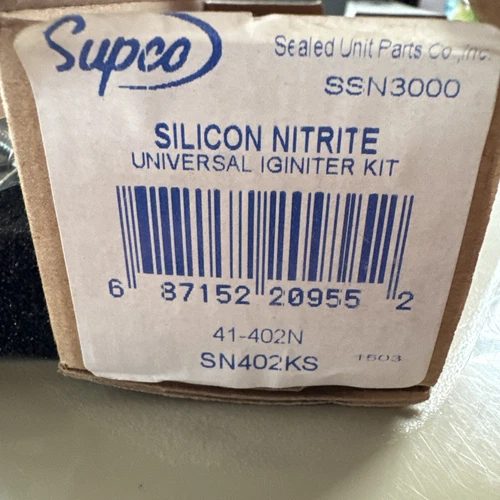 Supco
Sealed Unit Parts Co.,Inc.
SSN3000
SILICON NITRITE
UNIVERSAL IGINITER KIT
6 87152 20955 2
41-402N
SN402KS 1503